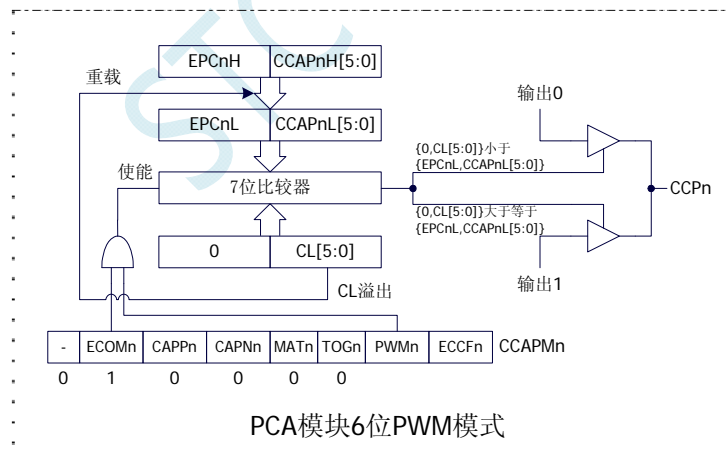 STC
EPCnH CCAPnH[5:0]
重载
输出0
EPCnL CCAPnL[5:0]
{0,CL[5:0]}小于
{EPCnL,CCAPnL[5:0]}
使能
7位比较器
CCPn
{0,CL[5:0]}大于等于
{EPCnL,CCAPnL[5:0]}
0 CL[5:0]
CL溢出
输出1
- ECOMn CAPPn CAPNn MATn TOGn PWMn ECCFn CCAPMn
0 1 0 0 0 0
PCA模块6位PWM模式